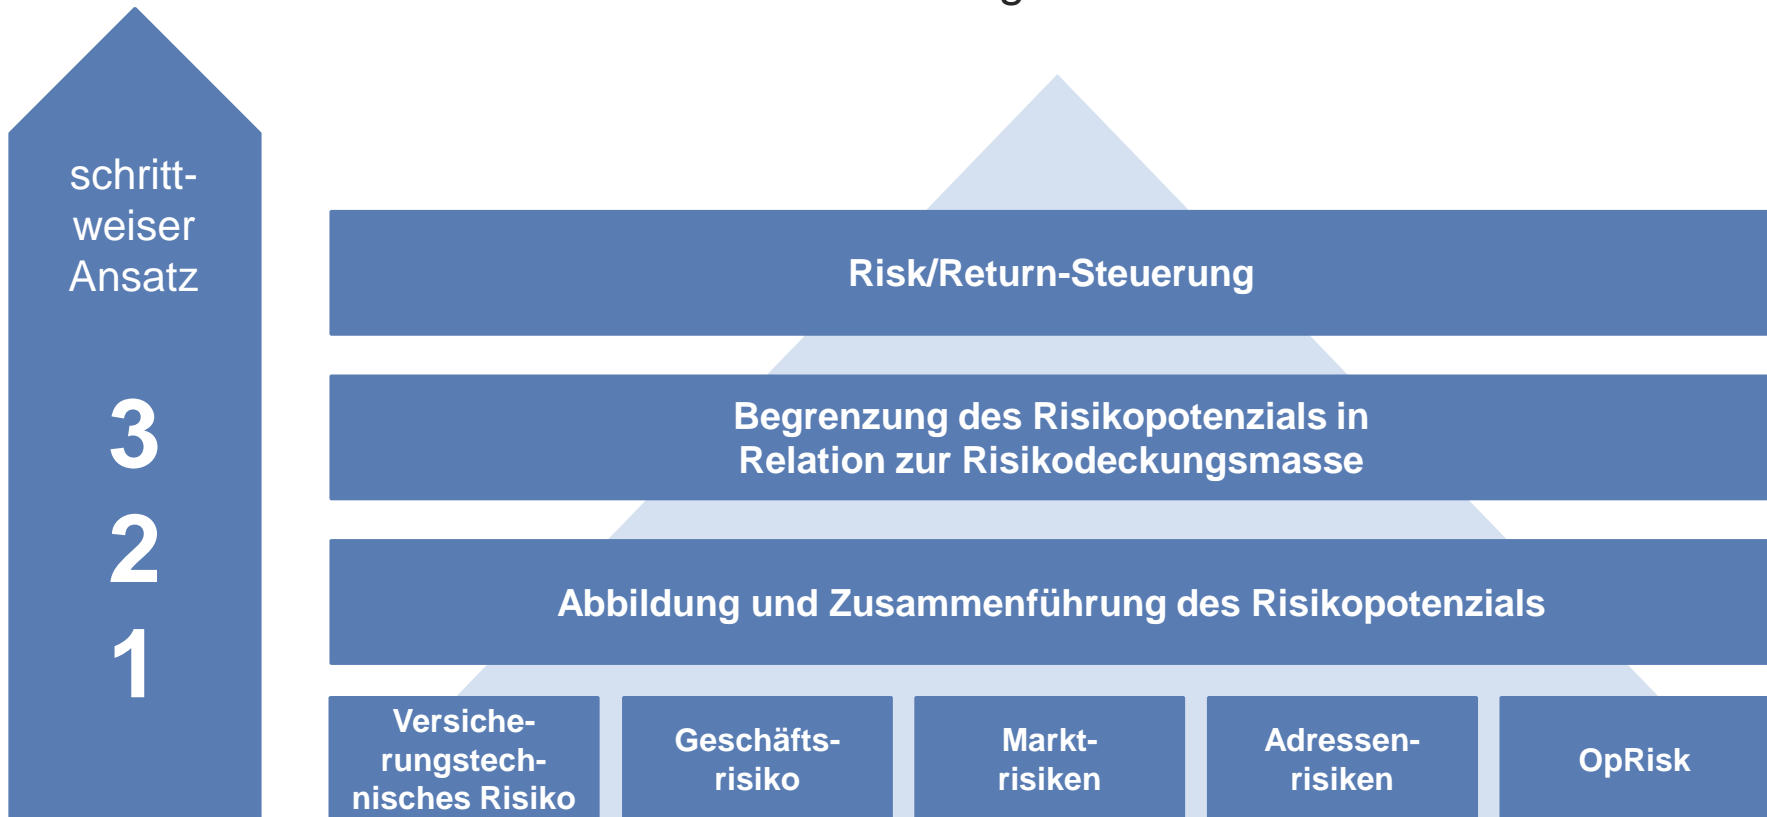 schritt-
weiser
Ansatz
3
2
1
Risk/Return-Steuerung
Begrenzung des Risikopotenzials in
Relation zur Risikodeckungsmasse
Abbildung und Zusammenführung des Risikopotenzials
Versiche-
rungstech-
nisches Risiko
Geschäfts-
risiko
Markt-
risiken
Adressen-
risiken
OpRisk